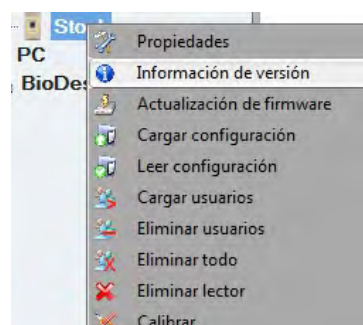 Propiedades
PC
Información de versión
Actualización de firmware
Cargar configuración
Leer configuración
Cargar usuarios
Eliminar usuarios
Eliminar todo
Eliminar lector
Calibrar